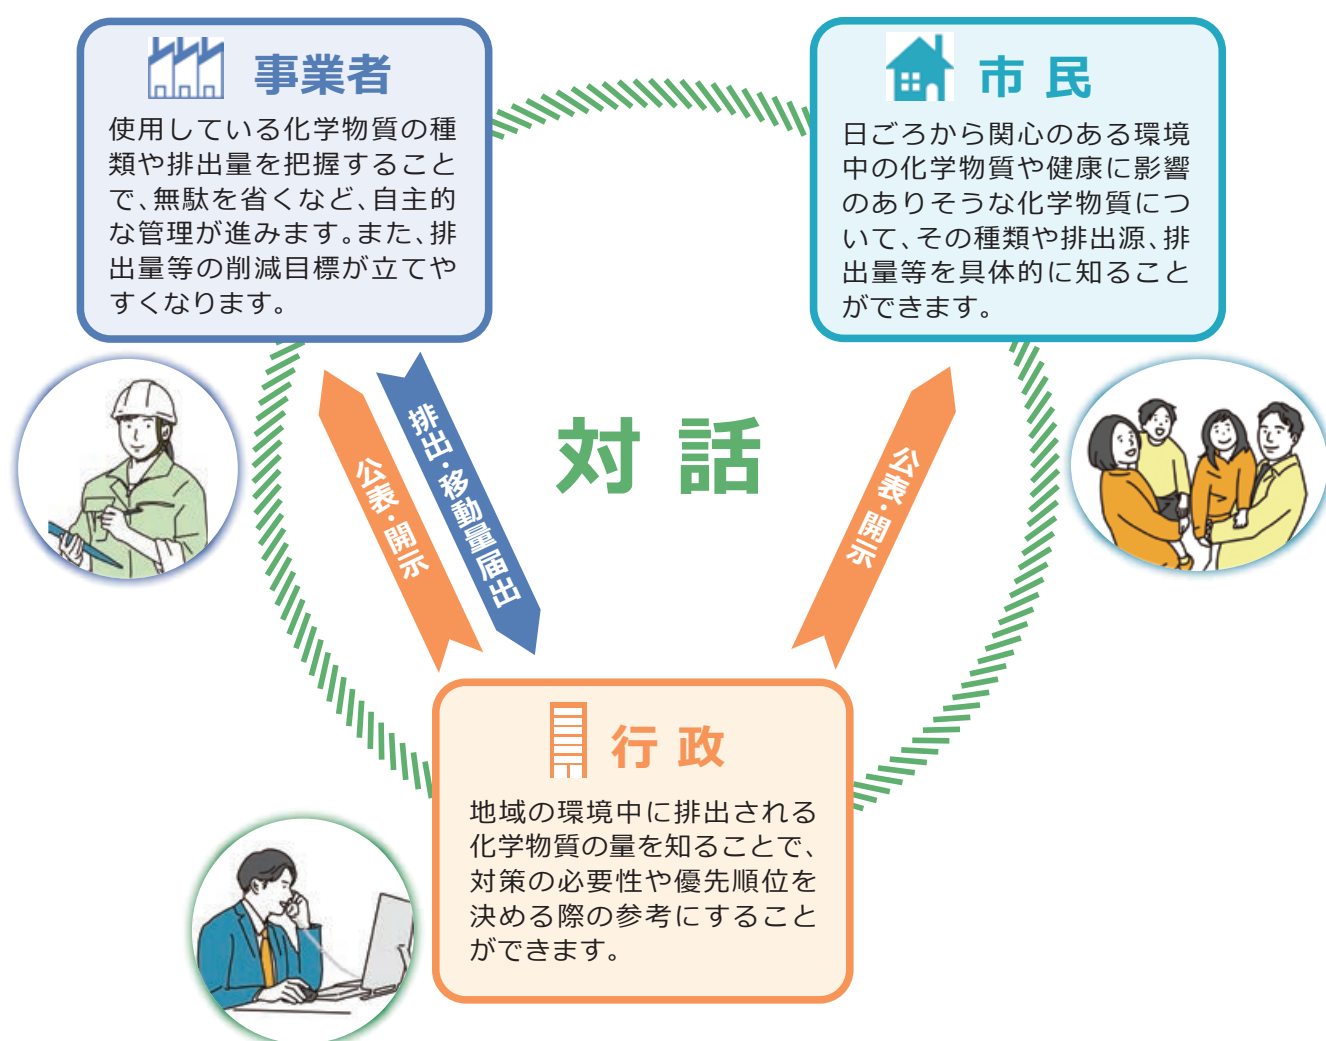 事業者
使用している化学物質の種
類や排出量を把握すること
で、無駄を省くなど、自主的
な管理が進みます。また、排
出量等の削減目標が立てや
すくなります。
市民
日ごろから関心のある環境
中の化学物質や健康に影響
のありそうな化学物質につ
いて、その種類や排出源、排
出量等を具体的に知ること
ができます。
公表・開示
排出・移動量届出
対話
公表・開示
行政
地域の環境中に排出される
化学物質の量を知ることで、
対策の必要性や優先順位を
決める際の参考にすること
ができます。